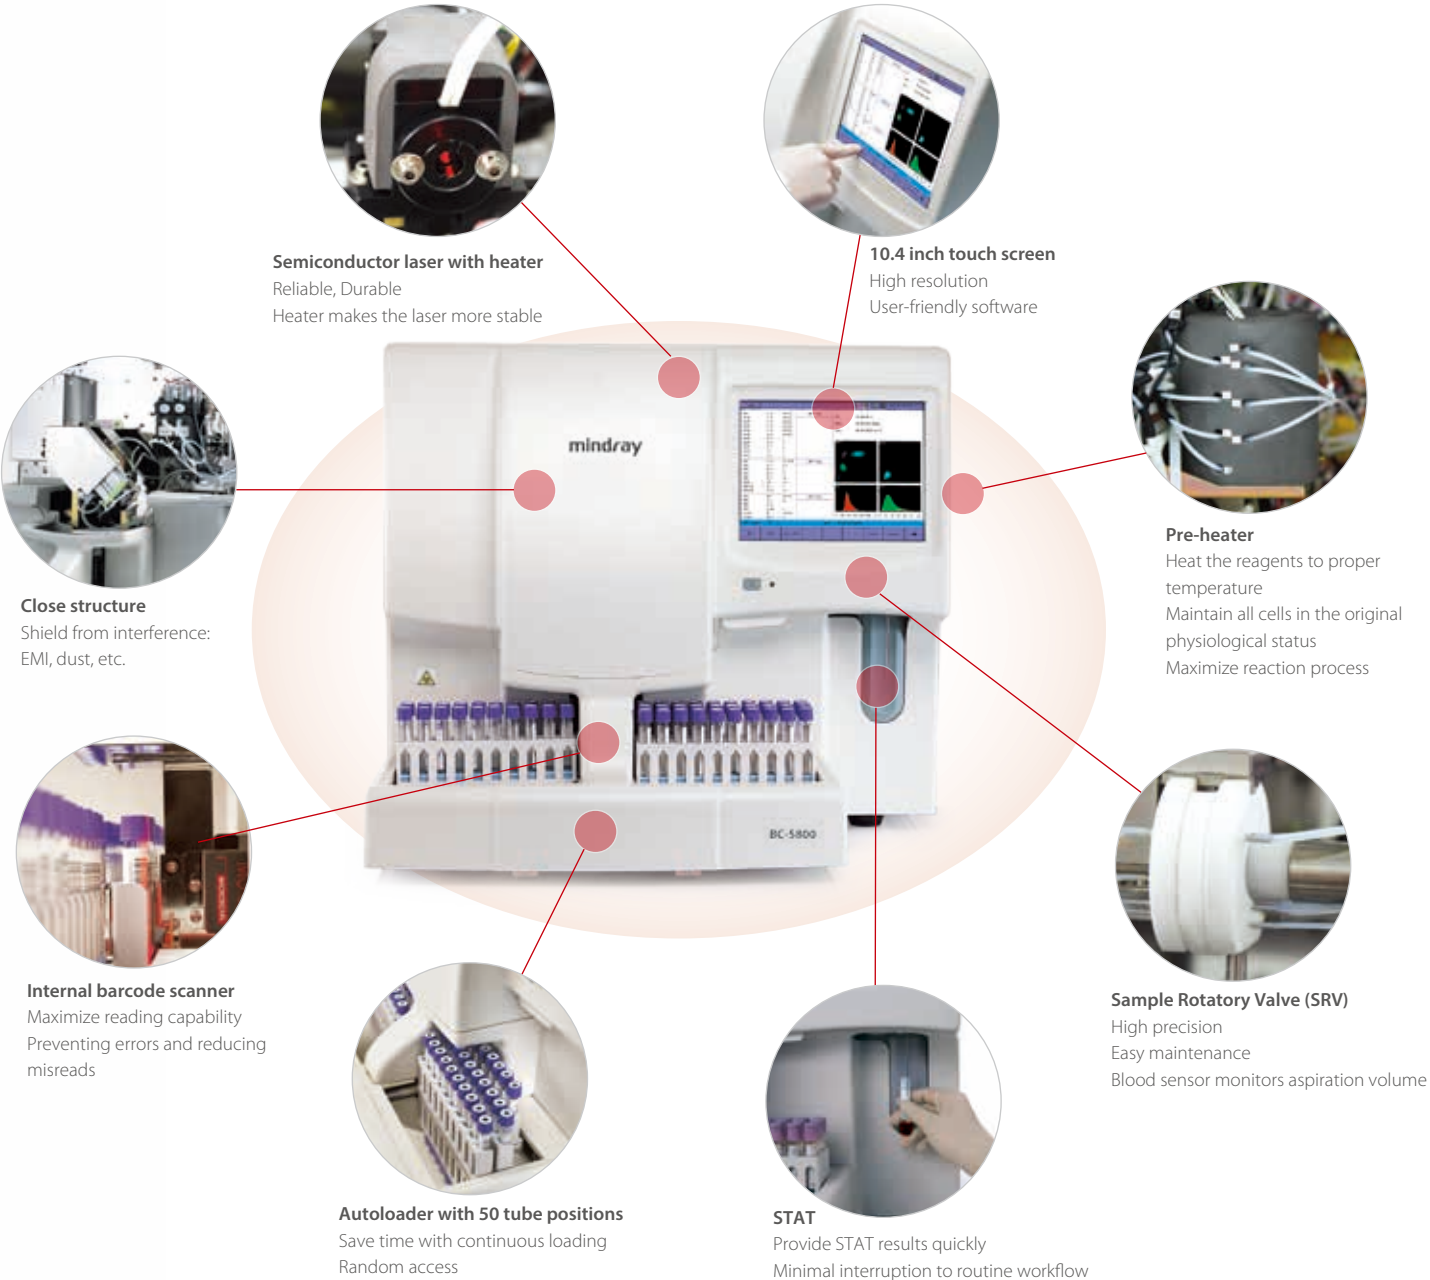 Semiconductor laser with heater
Reliable, Durable
Heater makes the laser more stable
10.4 inch touch screen
High resolution
User-friendly software
mindray
Pre-heater
Heat the reagents to proper
temperature
Maintain all cells in the original
physiological status
Maximize reaction process
Close structure
Shield from interference:
EMI, dust, etc.
BC-5800
Internal barcode scanner
Maximize reading capability
Preventing errors and reducing
misreads
Sample Rotatory Valve (SRV)
High precision
Easy maintenance
Blood sensor monitors aspiration volume
Autoloader with 50 tube positions
Save time with continuous loading
Random access
STAT
Provide STAT results quickly
Minimal interruption to routine workflow